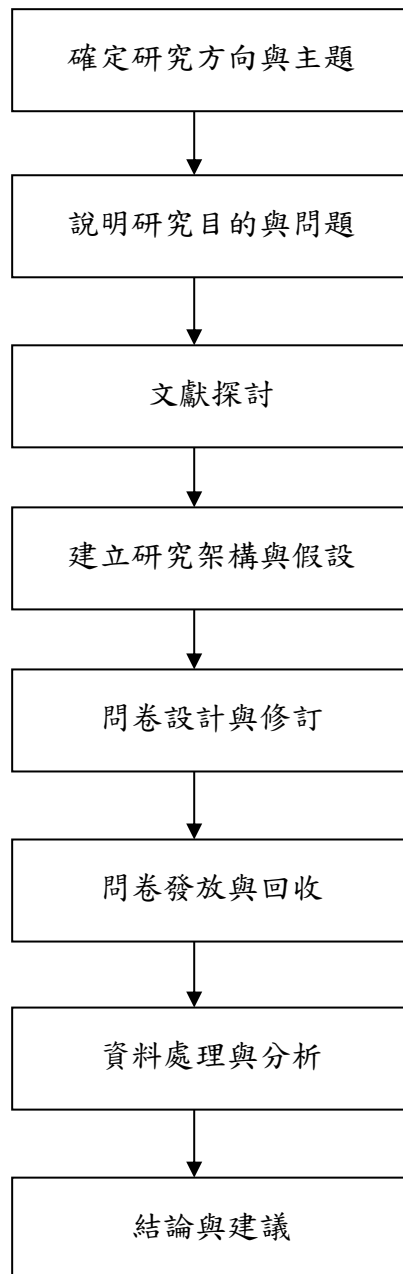 確定研究方向與主題
說明研究目的與問題
文獻探討
建立研究架構與假設
問卷設計與修訂
問卷發放與回收
資料處理與分析
結論與建議